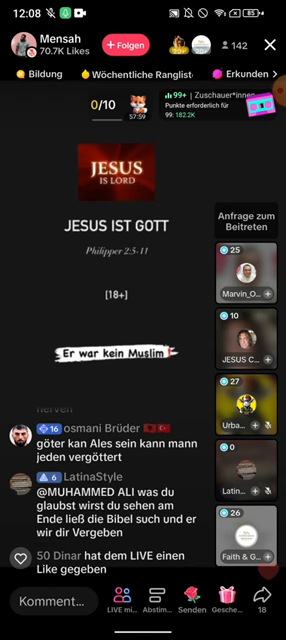 12:08
85
Mensah
70.7K Likes
+ Folgen
142
Bildung
Wöchentliche Ranglist
Erkunden >
0/10
57:59
99+ | Zuschauer*innen
Punkte erforderlich für
99: 182.2K
JESUS
IS LORD
JESUS IST GOTT
Philipper 2:5-11
[18+]
Er war kein Muslim!
Anfrage zum
Beitreten
25
Marvin_O...
10
JESUS C...
27
Urba...
0
Latin...
26
Faith & G...
nerven
16 osmani Brüder
göter kan Ales sein kann mann
jeden vergöttert
6 LatinaStyle
@MUHAMMED ALI was du
glaubst wirst du sehen am
Ende ließ die Bibel such und er
wir dir Vergeben
50 Dinar hat dem LIVE einen
Like gegeben
Komment...
LIVE mi...
Abstim...
Senden
Gesche...
18